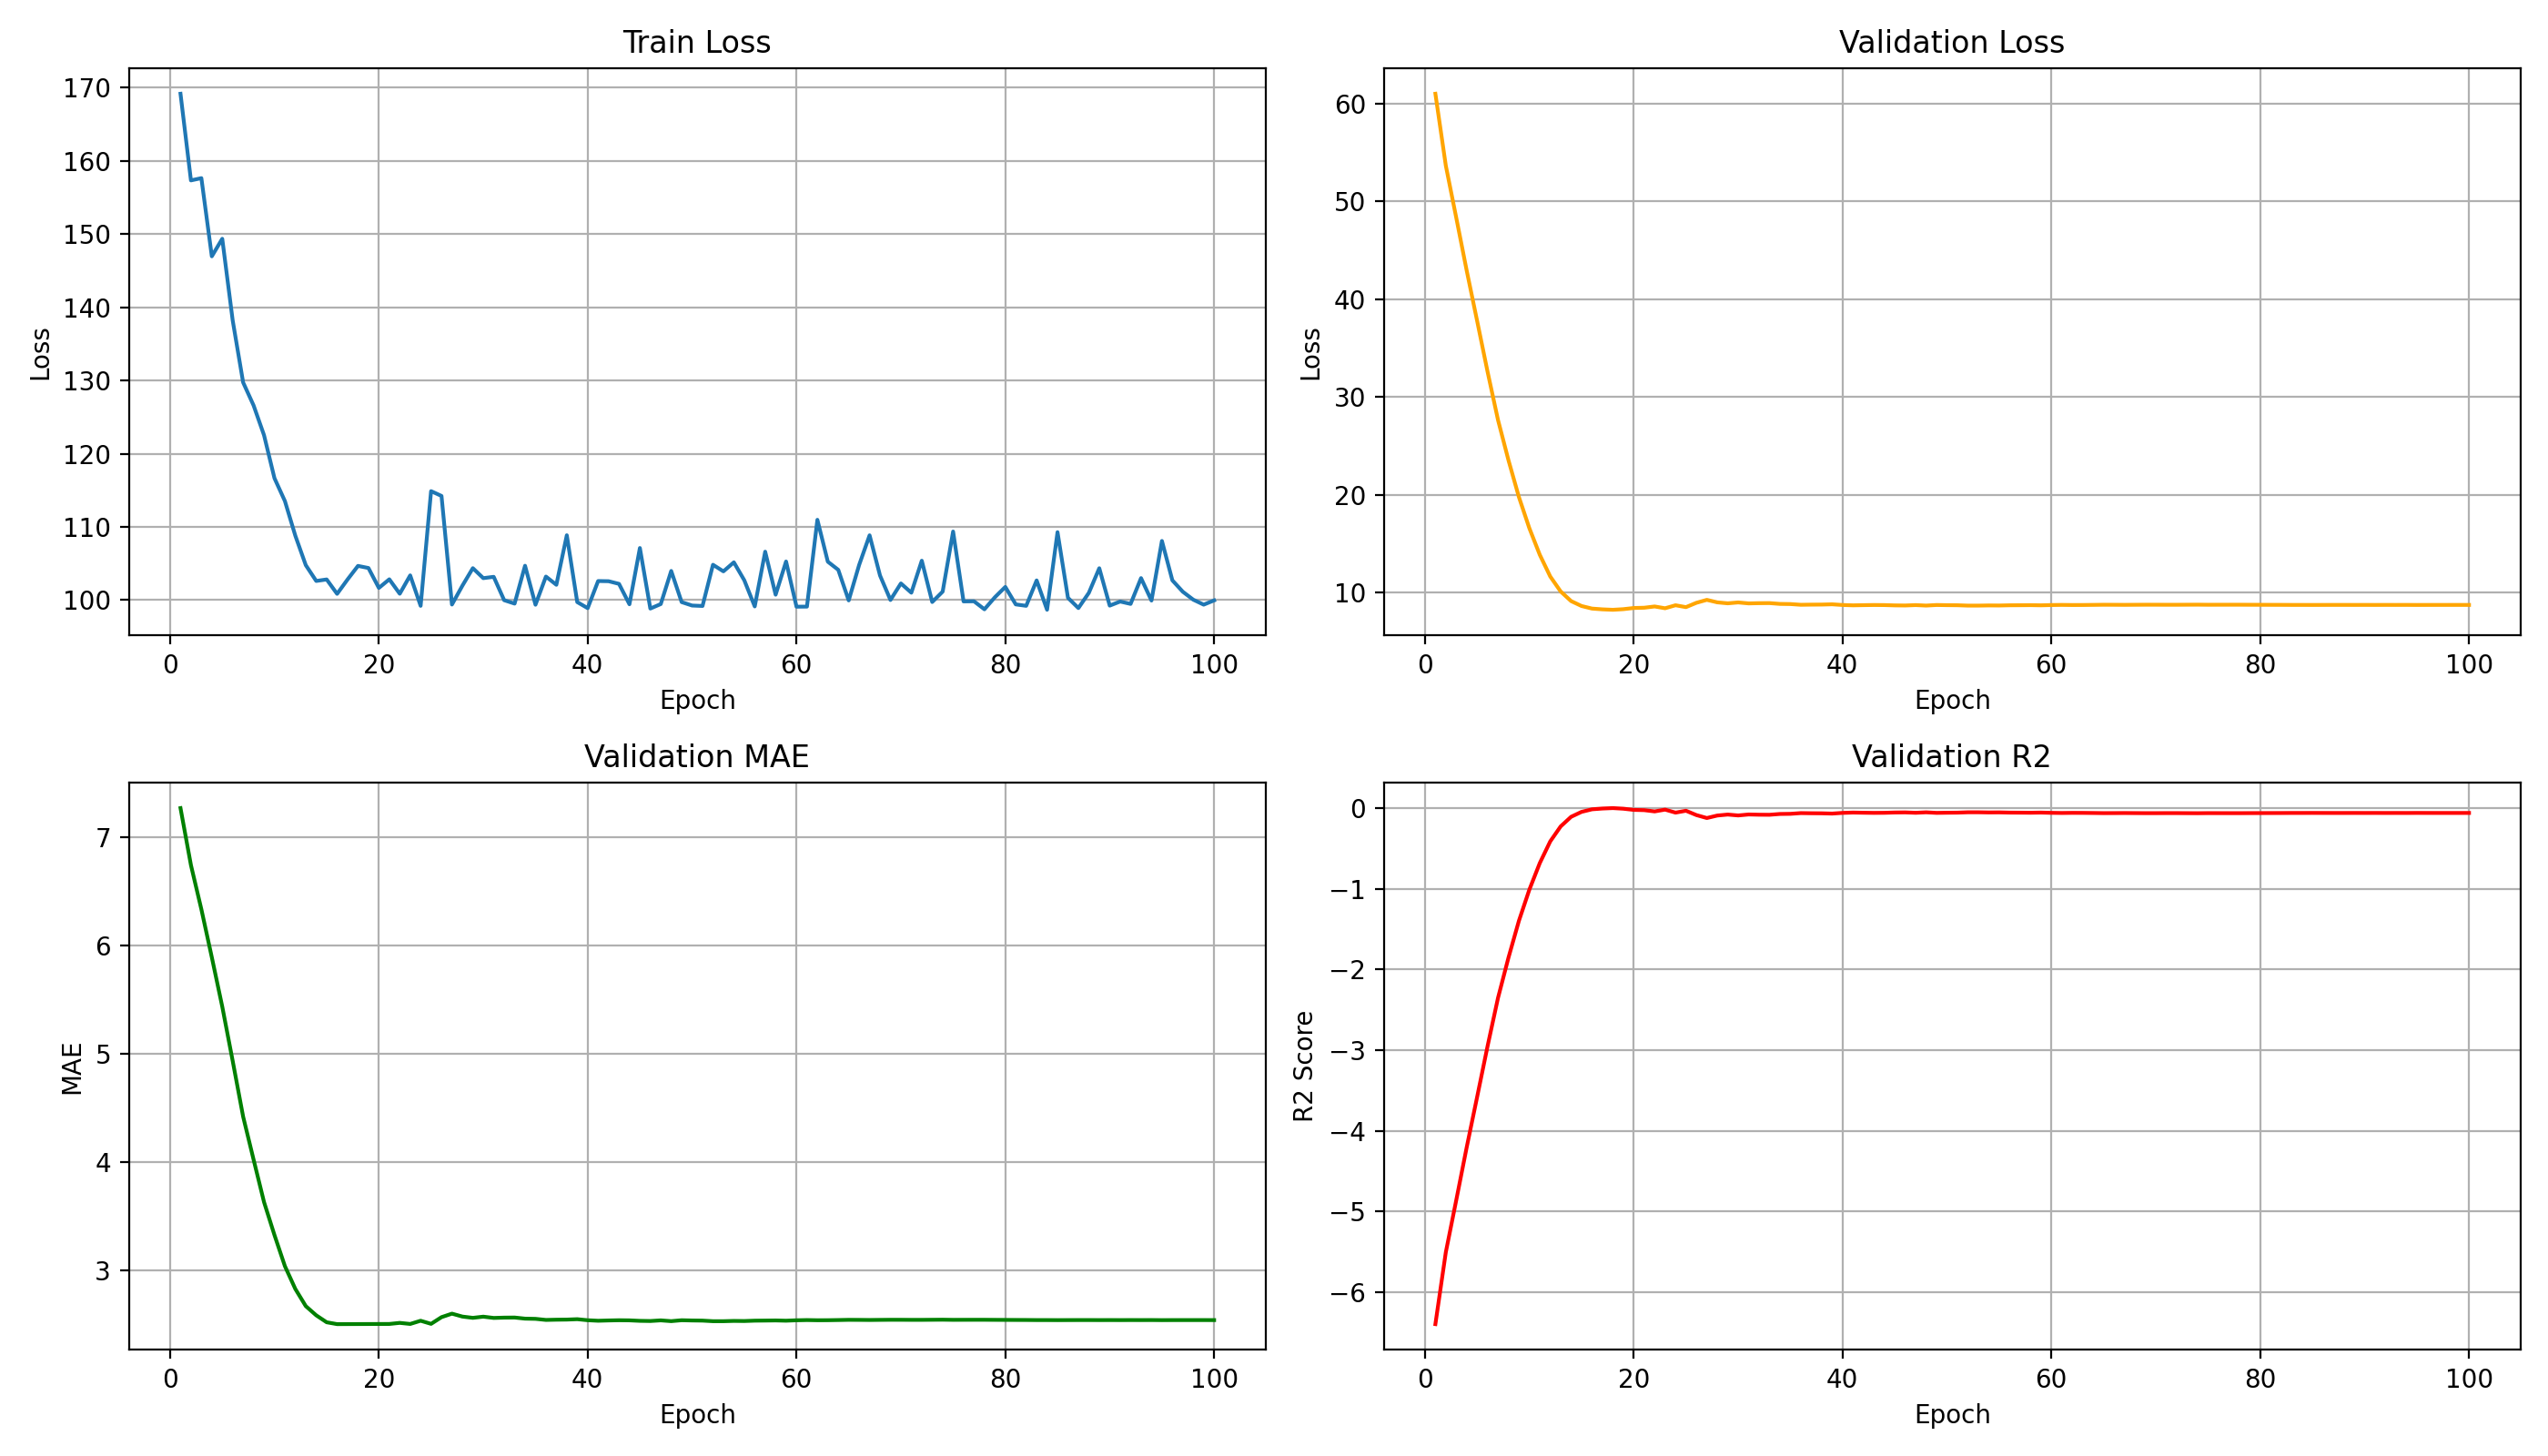 Train Loss
170
160
150
140
130
120
110
100
Loss
0 20 40 60 80 100
Epoch
Validation Loss
60
50
40
30
20
10
Loss
0 20 40 60 80 100
Epoch
Validation MAE
7
6
5
4
3
MAE
0 20 40 60 80 100
Epoch
Validation R2
0
−1
−2
−3
−4
−5
−6
R2 Score
0 20 40 60 80 100
Epoch